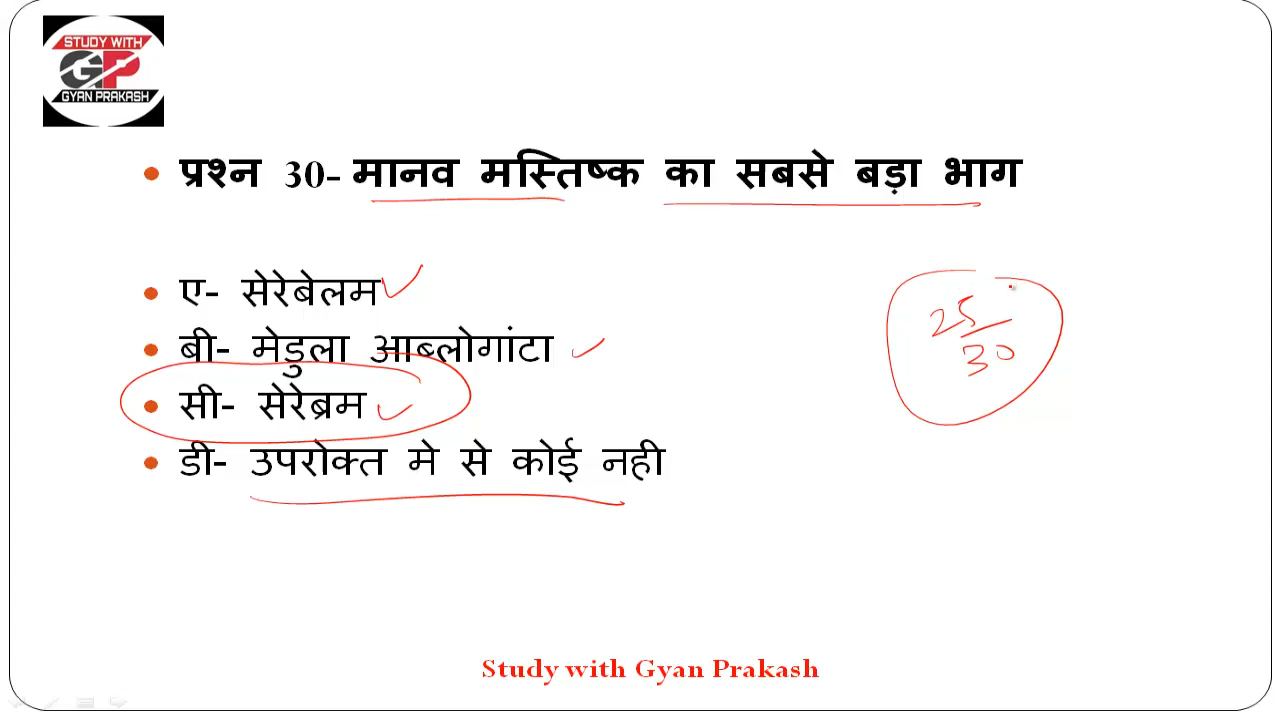 STUDY WITH
GP
GYAN PRAKASH
• प्रश्न 30- मानव मस्तिष्क का सबसे बड़ा भाग
• ए- सेरेबेलम
• बी- मेडुला आब्लोगांटा
• सी- सेरेब्रम
• डी- उपरोक्त मे से कोई नही
25
30
Study with Gyan Prakash